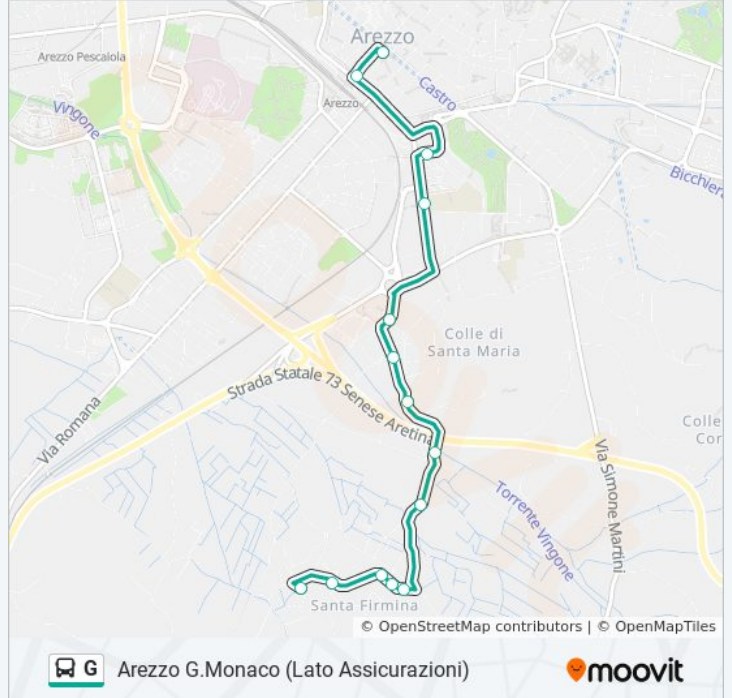 Arezzo
Arezzo Pescaiola
Castro
Arezzo
Vingone
Bicchiera
Colle di
Santa Maria
Strada Statale 73 Senese Aretina
Via Romana
Colle
Cor
Via Simone Martini
Torrente Vingone
Santa Firmina
© OpenStreetMap contributors | © OpenMapTiles
G Arezzo G.Monaco (Lato Assicurazioni) moovit